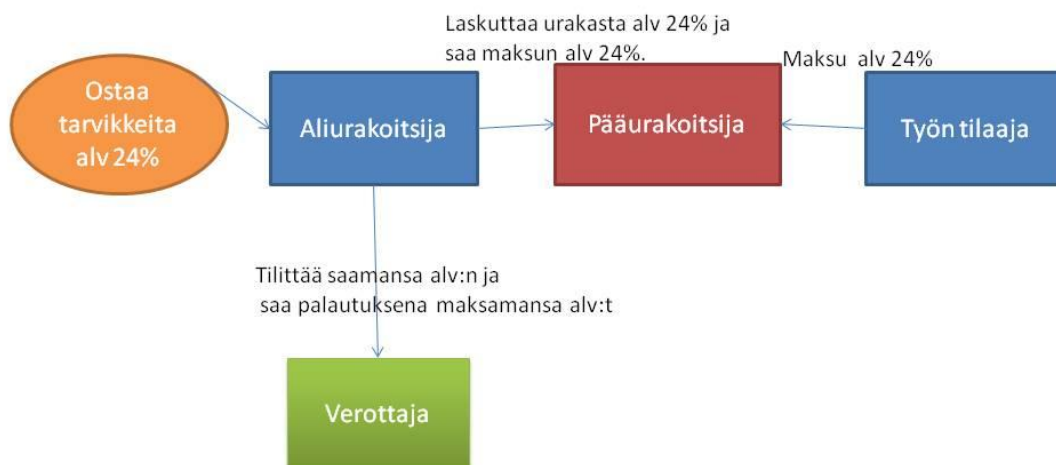 Laskuttaa urakasta alv 24% ja
saa maksun alv 24%.
Maksu alv 24%
Ostaa
tarvikkeita
alv 24%
Aliurakoitsija
Pääurakoitsija
Työn tilaaja
Tilittää saamansa alv:n ja
saa palautuksena maksamansa alv:t
Verottaja